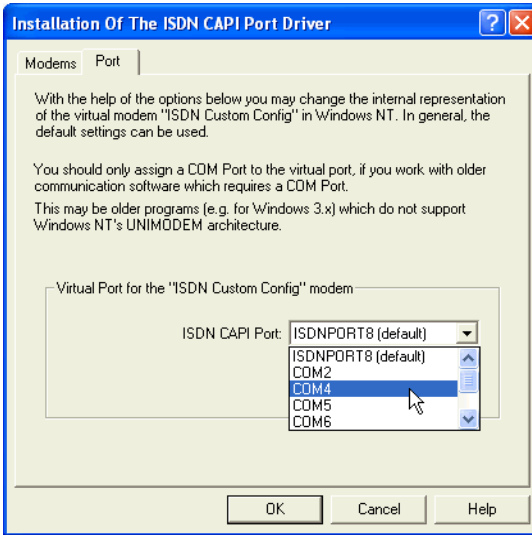 Installation Of The ISDN CAPI Port Driver
Modems Port
With the help of the options below you may change the internal representation
of the virtual modem "ISDN Custom Config" in Windows NT. In general, the
default settings can be used.
You should only assign a COM Port to the virtual port, if you work with older
communication software which requires a COM Port.
This may be older programs (e.g. for Windows 3.x) which do not support
Windows NT's UNIMODEM architecture.
Virtual Port for the "ISDN Custom Config" modem
ISDN CAPI Port: ISDNPORT8 (default)
ISDNPORT8 (default)
COM2
COM4
COM5
COM6
OK Cancel Help